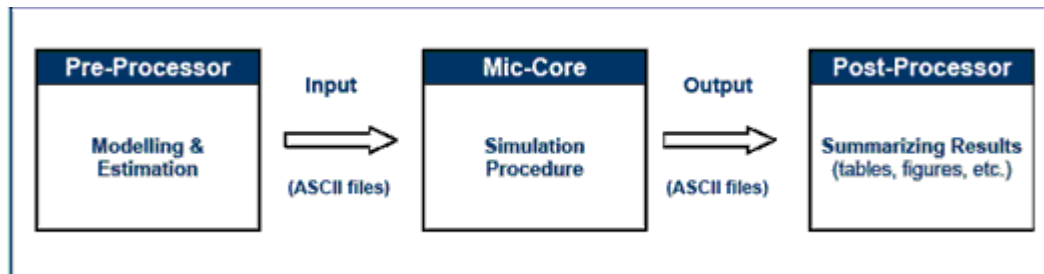 Pre-Processor
Modelling &
Estimation
Input
(ASCII files)
Mic-Core
Simulation
Procedure
Output
(ASCII files)
Post-Processor
Summarizing Results
(tables, figures, etc.)